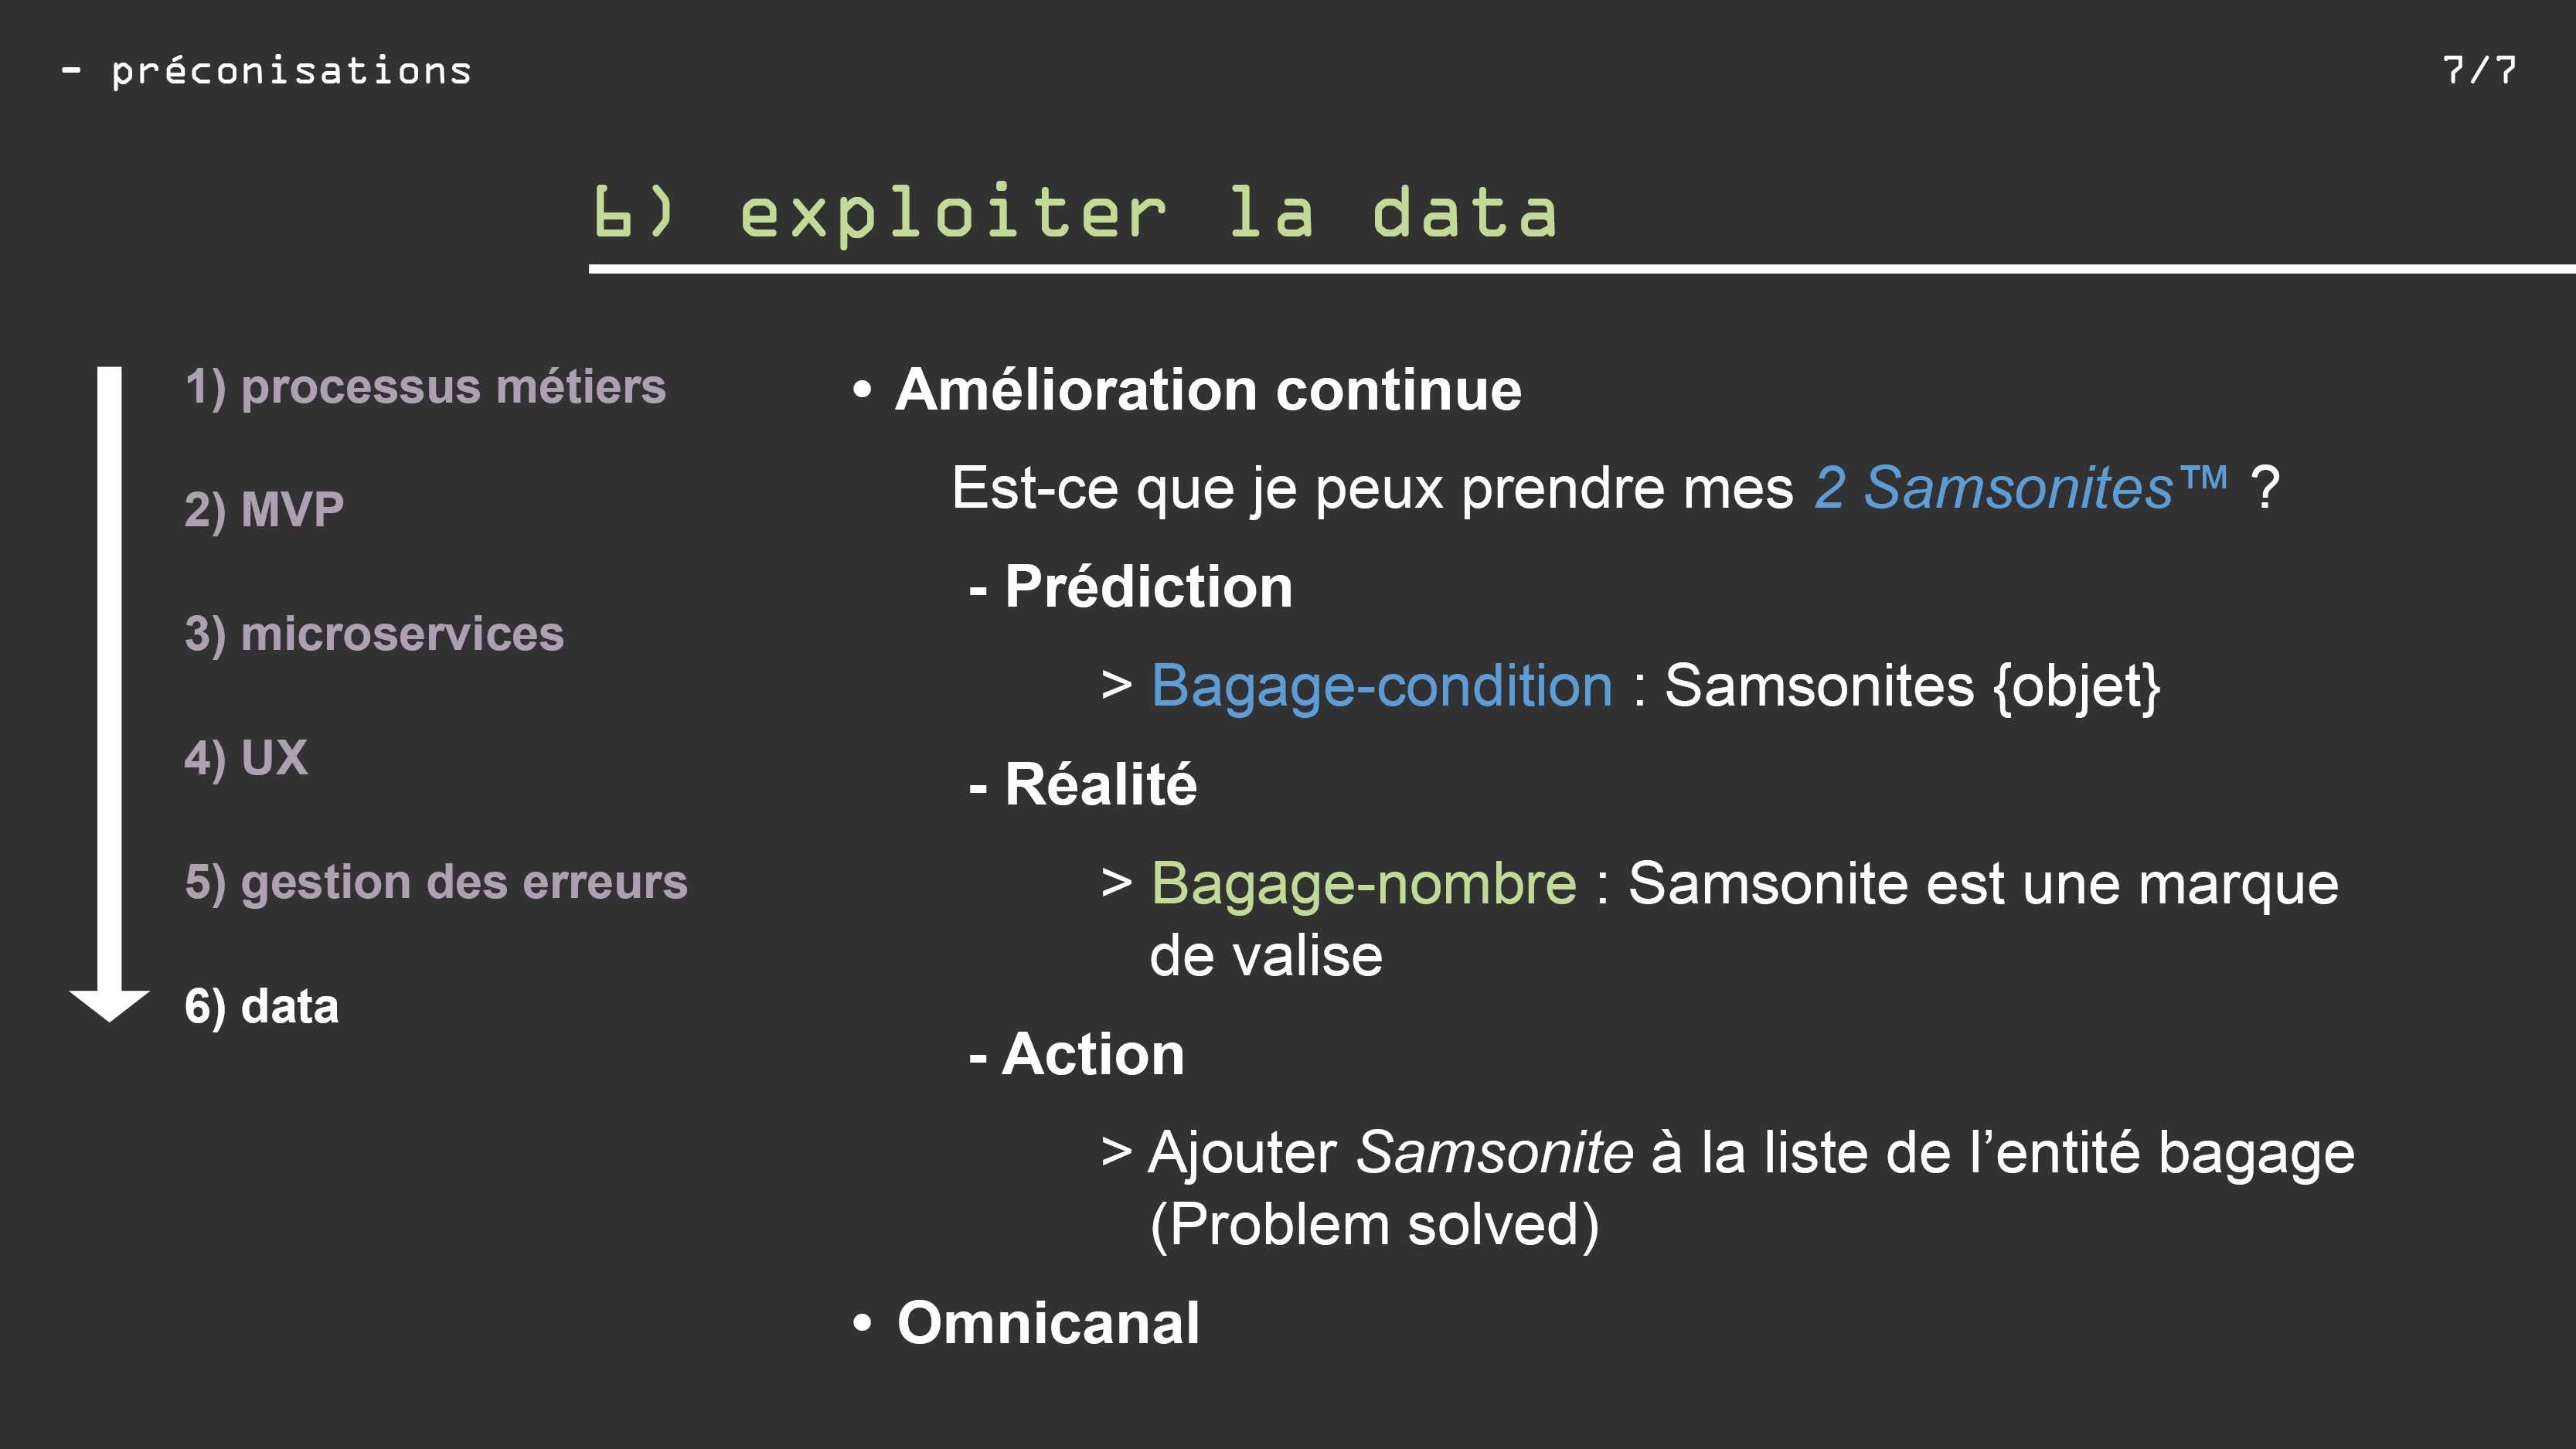 - préconisations
7/7
6) exploiter la data
1) processus métiers
2) MVP
3) microservices
4) UX
5) gestion des erreurs
6) data
• Amélioration continue
Est-ce que je peux prendre mes 2 Samsonites™ ?
- Prédiction
> Bagage-condition : Samsonites {objet}
- Réalité
> Bagage-nombre : Samsonite est une marque
de valise
- Action
> Ajouter Samsonite à la liste de l’entité bagage
(Problem solved)
• Omnicanal